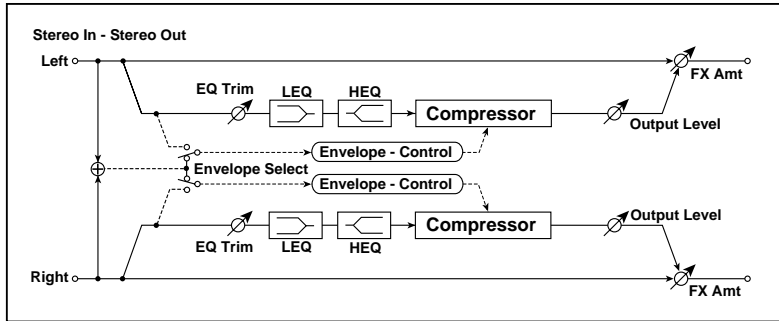 Stereo In - Stereo Out
Left
FX Amt
EQ Trim
LEQ
HEQ
Compressor
Output Level
Envelope - Control
Envelope Select
Envelope - Control
EQ Trim
LEQ
HEQ
Compressor
Output Level
Right
FX Amt